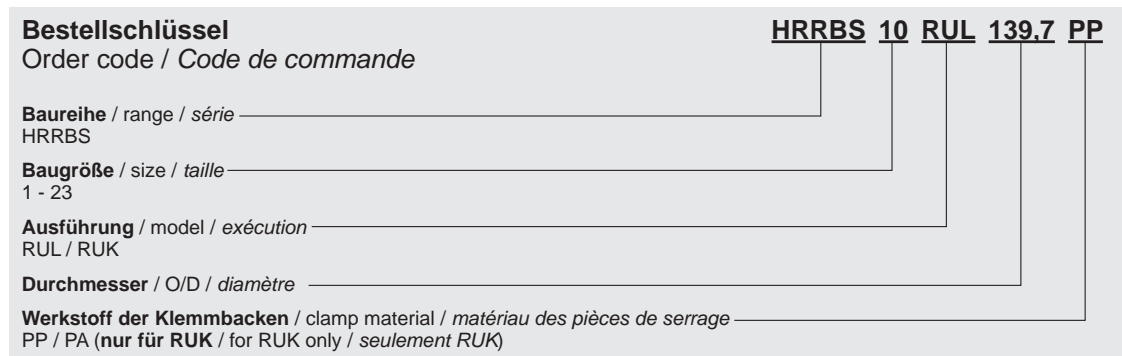 Bestellschlüssel
HRRBS 10 RUL 139,7 PP
Order code / Code de commande
Baureihe / range / série
HRRBS
Baugröße / size / taille
1 - 23
Ausführung / model / exécution
RUL / RUK
Durchmesser / O/D / diamètre
Werkstoff der Klemmbacken / clamp material / matériau des pièces de serrage
PP / PA (nur für RUK / for RUK only / seulement RUK)